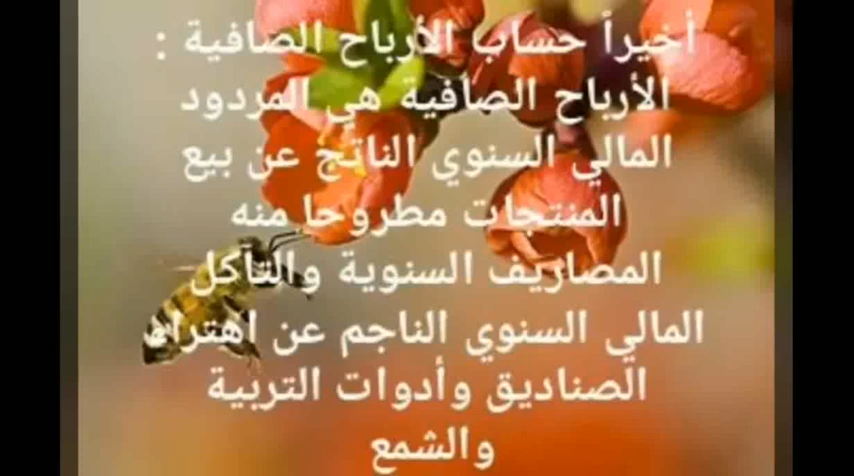 أخيراً حساب الأرباح الصافية :
الأرباح الصافية هي المردود
المالي السنوي الناتج عن بيع
المنتجات مطروحا منه
المصاريف السنوية والتآكل
المالي السنوي الناجم عن اهتراء
الصناديق وأدوات التربية
والشمع